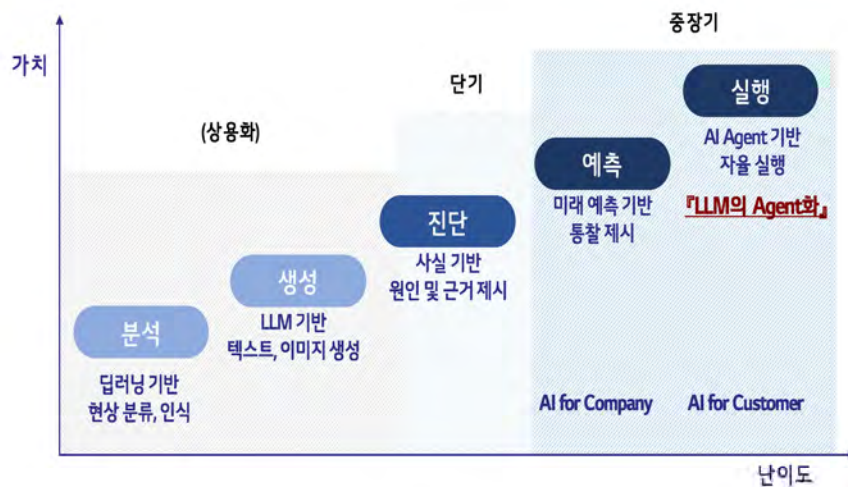 중장기
가치
단기
(상용화)
실행
AI Agent 기반
자율 실행
『LLM의 Agent화』
예측
미래 예측 기반
통찰 제시
진단
사실 기반
원인 및 근거 제시
생성
LLM 기반
텍스트, 이미지 생성
분석
딥러닝 기반
현상 분류, 인식
AI for Company
AI for Customer
난이도